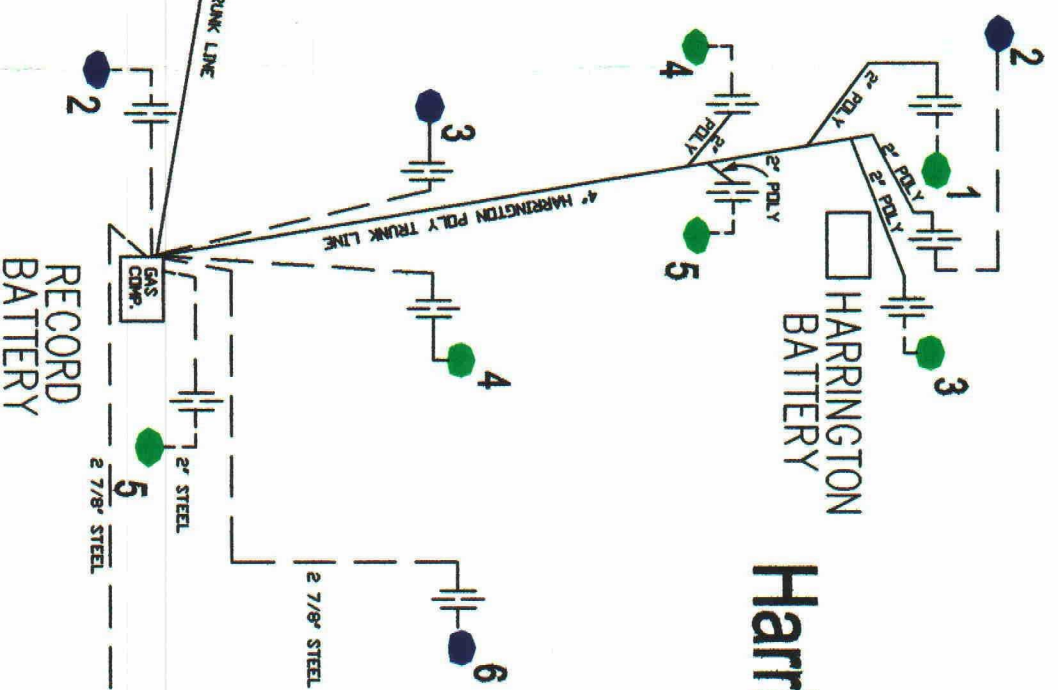 2
1
2" POLY
2" POLY
2" POLY
3
4
2"
POLY
2" POLY
5
HARRINGTON
BATTERY
Harr
3
4" HARRINGTON POLY TRUNK LINE
4
6
2 7/8" STEEL
UNK LINE
2
GAS
COMP.
5
2" STEEL
2 7/8" STEEL
RECORD
BATTERY